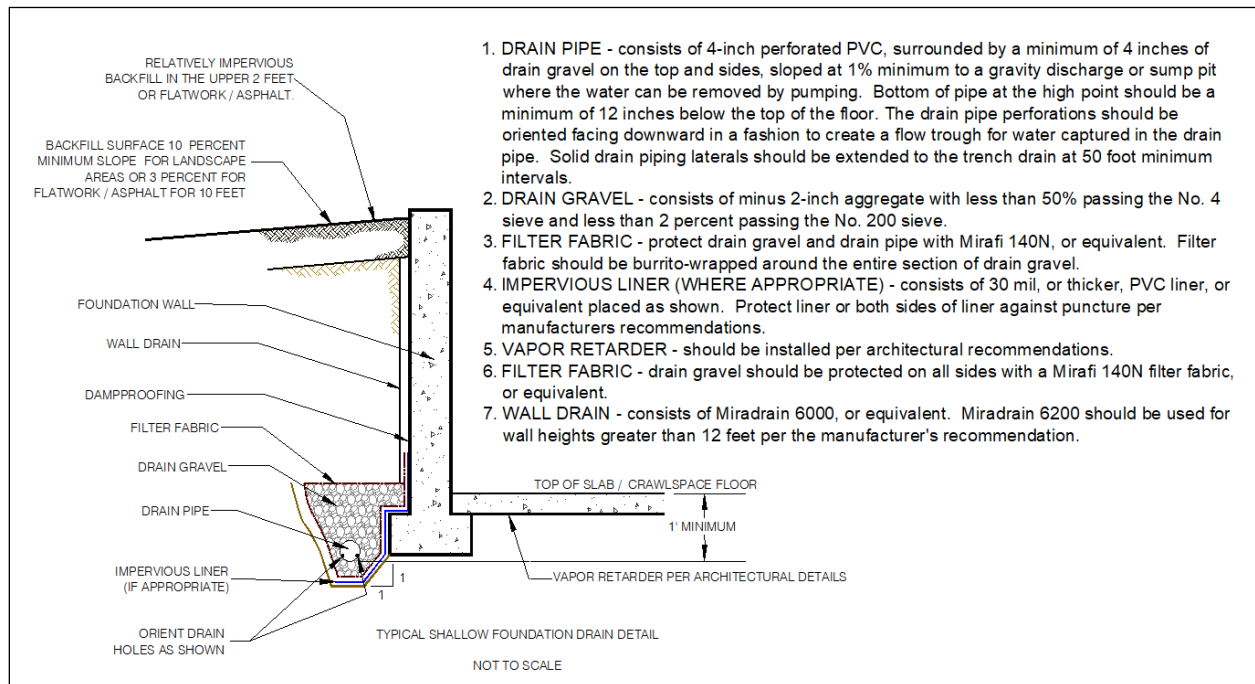 RELATIVELY IMPERVIOUS
BACKFILL IN THE UPPER 2 FEET
OR FLATWORK / ASPHALT.
BACKFILL SURFACE 10 PERCENT
MINIMUM SLOPE FOR LANDSCAPE
AREAS OR 3 PERCENT FOR
FLATWORK / ASPHALT FOR 10 FEET
FOUNDATION WALL
WALL DRAIN
DAMPPROOFING
FILTER FABRIC
DRAIN GRAVEL
DRAIN PIPE
IMPERVIOUS LINER
(IF APPROPRIATE)
ORIENT DRAIN
HOLES AS SHOWN
1
1
TOP OF SLAB / CRAWLSPACE FLOOR
1' MINIMUM
VAPOR RETARDER PER ARCHITECTURAL DETAILS
TYPICAL SHALLOW FOUNDATION DRAIN DETAIL
NOT TO SCALE
1. DRAIN PIPE - consists of 4-inch perforated PVC, surrounded by a minimum of 4 inches of
drain gravel on the top and sides, sloped at 1% minimum to a gravity discharge or sump pit
where the water can be removed by pumping. Bottom of pipe at the high point should be a
minimum of 12 inches below the top of the floor. The drain pipe perforations should be
oriented facing downward in a fashion to create a flow trough for water captured in the drain
pipe. Solid drain piping laterals should be extended to the trench drain at 50 foot minimum
intervals.
2. DRAIN GRAVEL - consists of minus 2-inch aggregate with less than 50% passing the No. 4
sieve and less than 2 percent passing the No. 200 sieve.
3. FILTER FABRIC - protect drain gravel and drain pipe with Mirafi 140N, or equivalent. Filter
fabric should be burrito-wrapped around the entire section of drain gravel.
4. IMPERVIOUS LINER (WHERE APPROPRIATE) - consists of 30 mil, or thicker, PVC liner, or
equivalent placed as shown. Protect liner or both sides of liner against puncture per
manufacturers recommendations.
5. VAPOR RETARDER - should be installed per architectural recommendations.
6. FILTER FABRIC - drain gravel should be protected on all sides with a Mirafi 140N filter fabric,
or equivalent.
7. WALL DRAIN - consists of Miradrain 6000, or equivalent. Miradrain 6200 should be used for
wall heights greater than 12 feet per the manufacturer's recommendation.